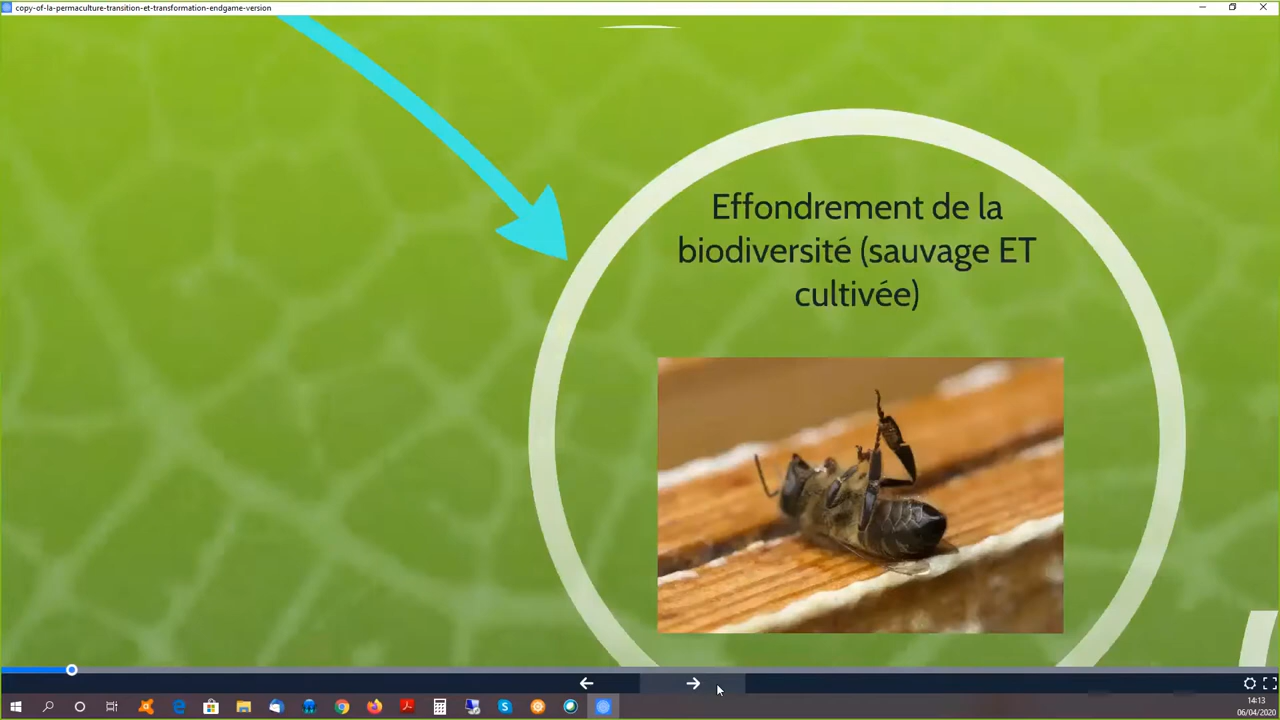 copy-of-la-permaculture-transition-et-transformation-endgame-version
Effondrement de la
biodiversité (sauvage ET
cultivée)
14:13
06/04/2020